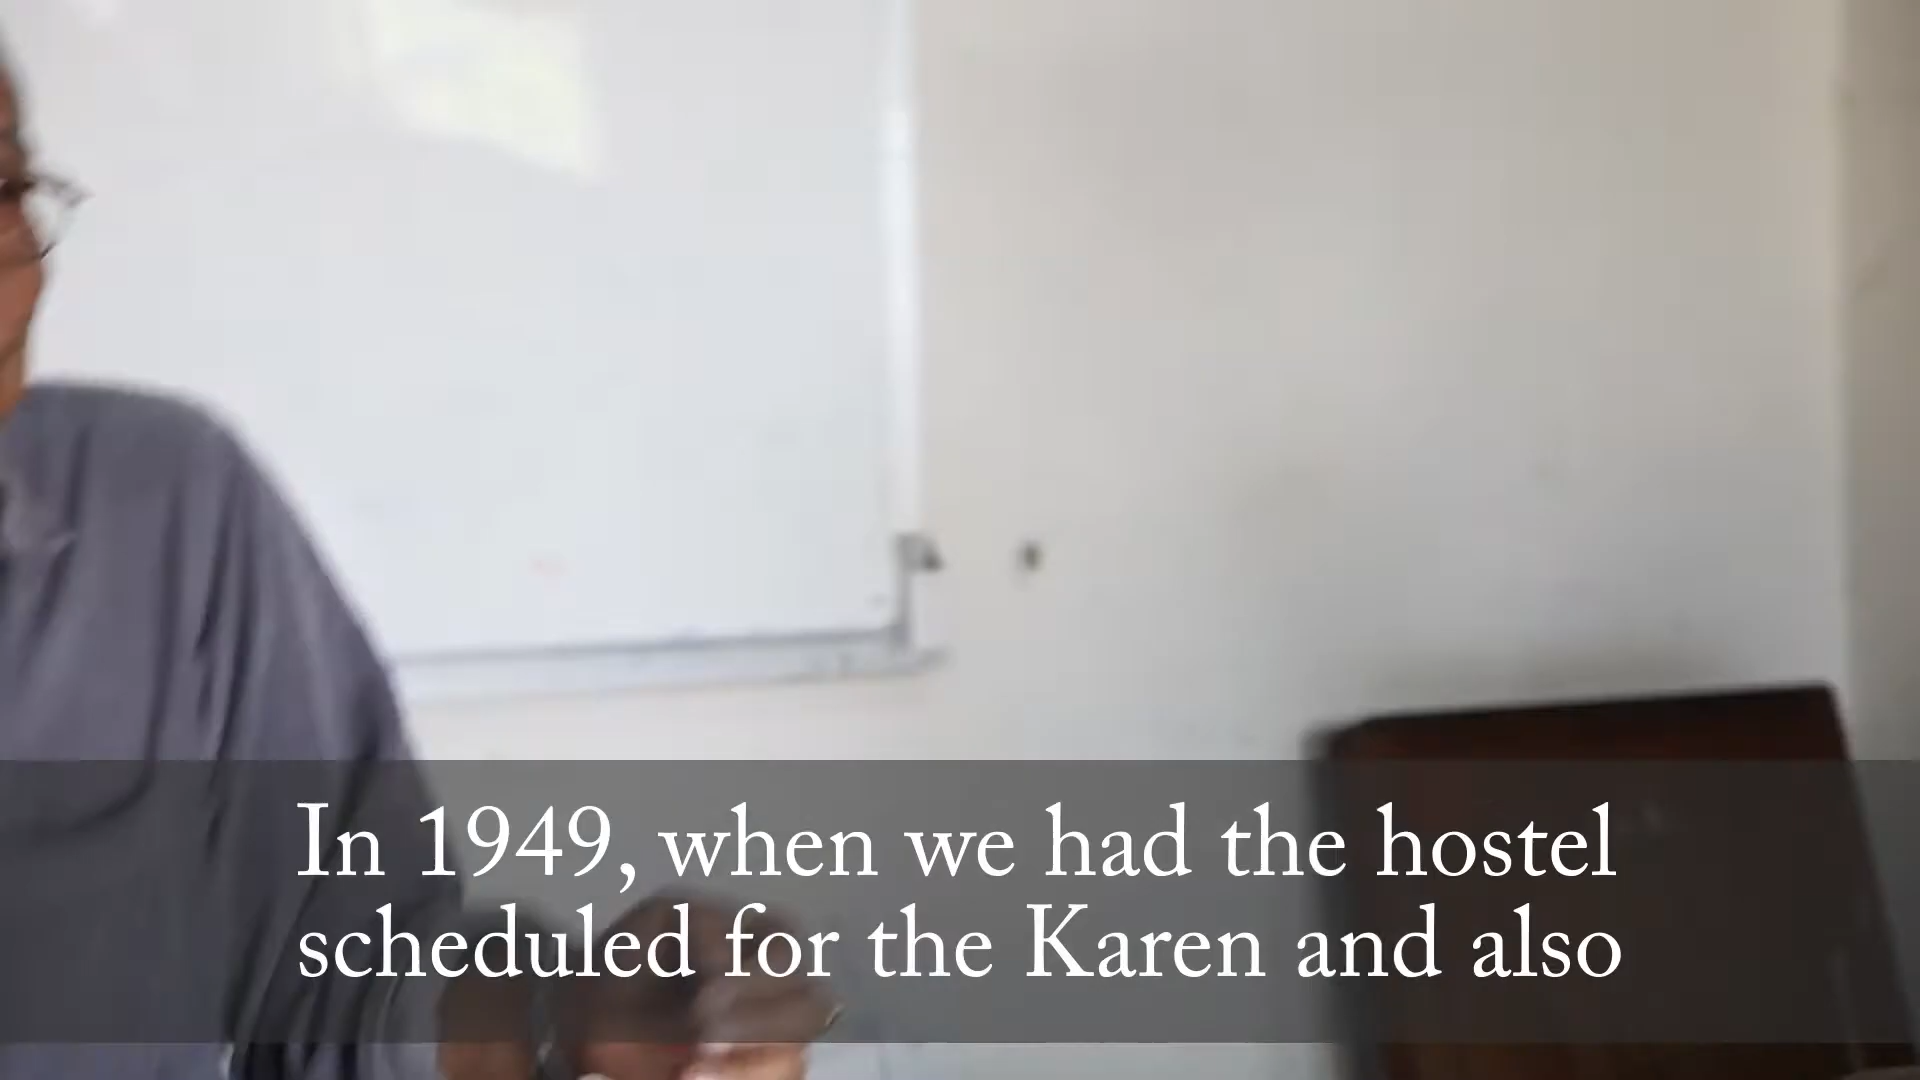 In 1949, when we had the hostel
scheduled for the Karen and also